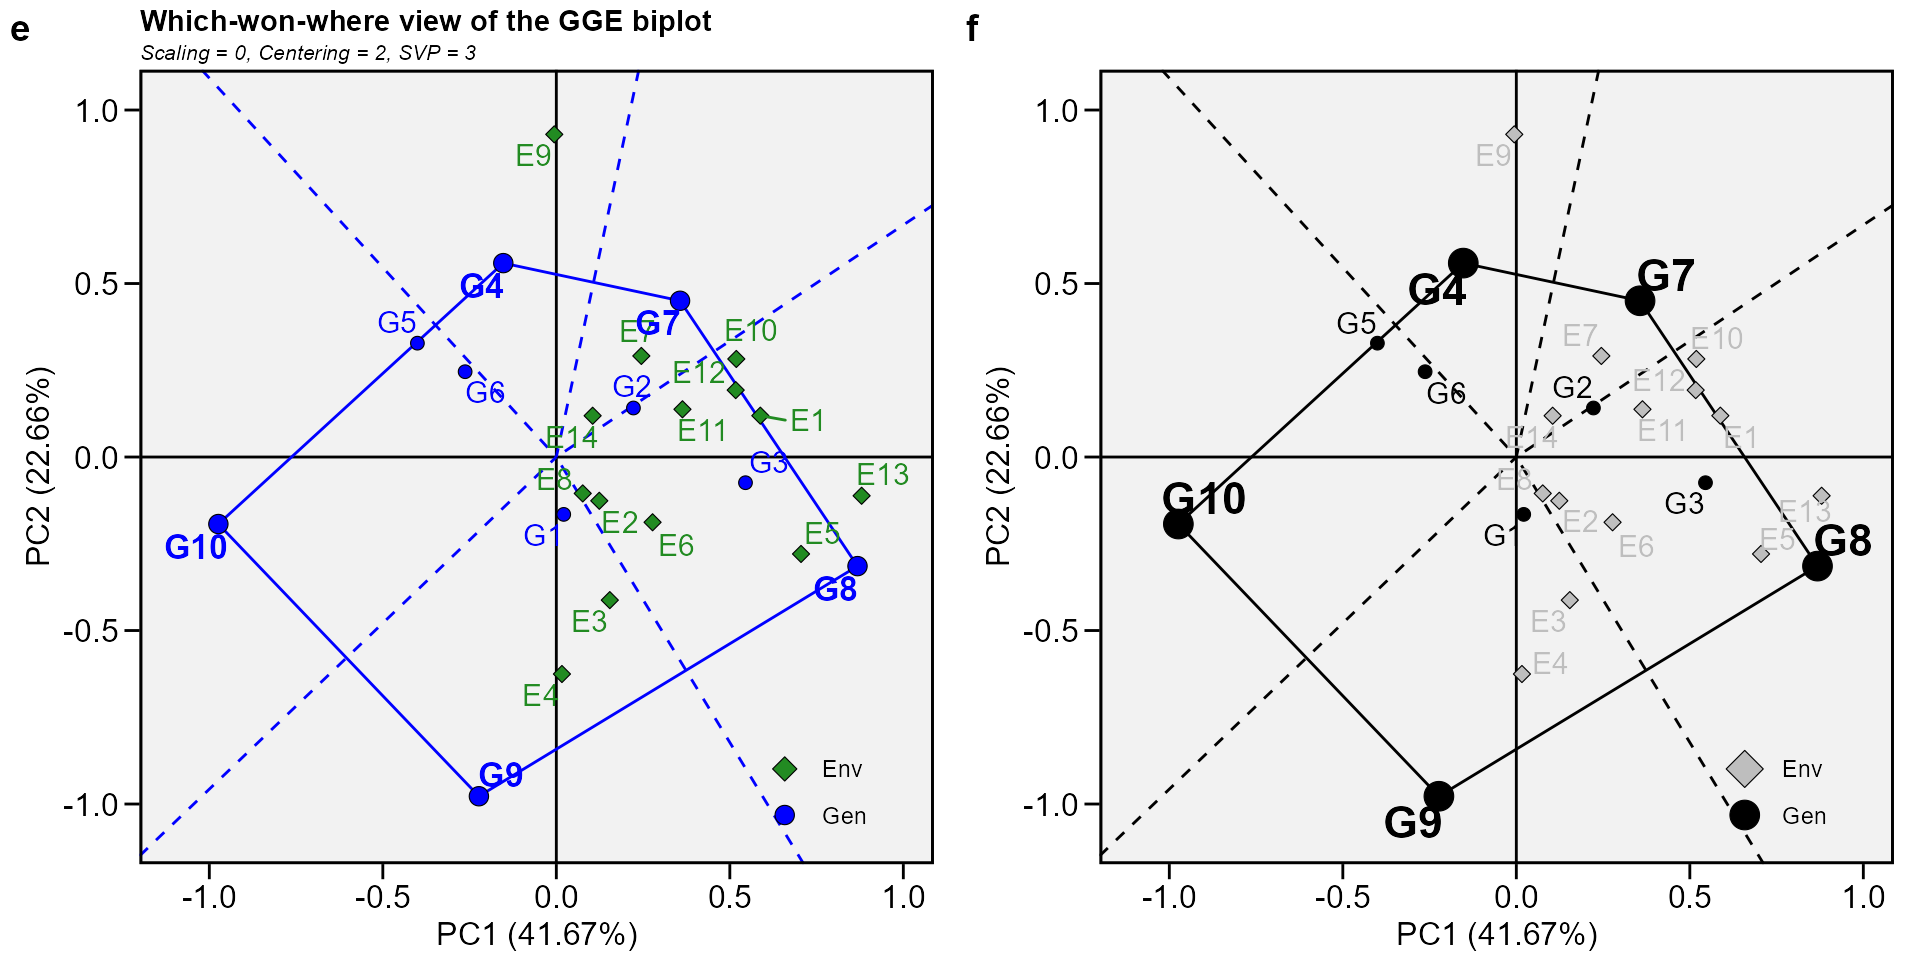 e
Which-won-where view of the GGE biplot
Scaling = 0, Centering = 2, SVP = 3
1.0
0.5
0.0
-0.5
-1.0
PC2 (22.66%)
E9
G4
G5
G6
E7
G7
E10
E12
G2
E14
E11
E1
G3
E13
E8
E2
G
E6
E5
G10
G8
E3
E4
G9
Env
Gen
-1.0 -0.5 0.0 0.5 1.0
PC1 (41.67%)
f
1.0
0.5
0.0
-0.5
-1.0
PC2 (22.66%)
E9
G7
G4
G5
E7
E10
E12
G2
G6
E14
E11
E1
E8
G10
G3
E13
E2
G
E6
E5
G8
E3
E4
G9
Env
Gen
-1.0 -0.5 0.0 0.5 1.0
PC1 (41.67%)